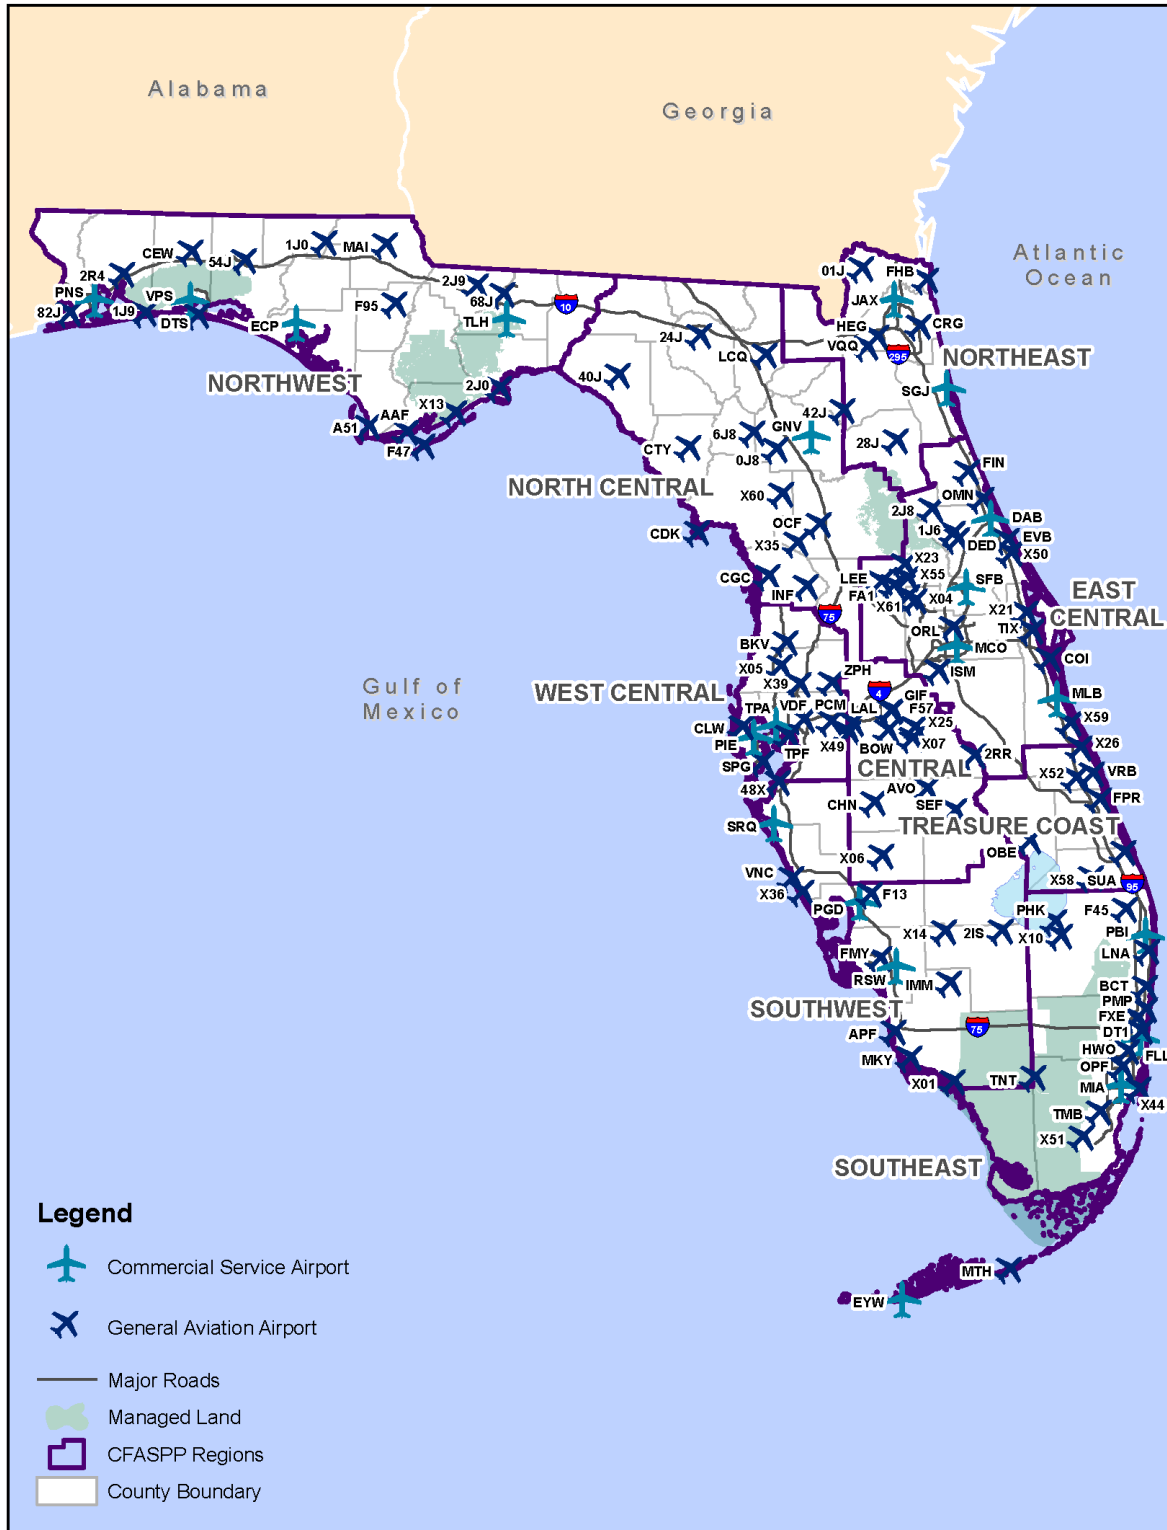 Alabama
Georgia
Atlantic
Ocean
Gulf of
Mexico
NORTHWEST
NORTH CENTRAL
NORTHEAST
EAST
CENTRAL
WEST CENTRAL
CENTRAL
TREASURE COAST
SOUTHWEST
SOUTHEAST
CEW
54J
1J0
MAI
2R4
PNS
82J
1J9
VPS
DTS
ECP
F95
2J9
68J
TLH
10
2J0
X13
AAF
A51
F47
01J
FHB
JAX
HEG
CRG
VQQ
295
24J
LCQ
40J
SGJ
42J
6J8
GNV
0J8
CTY
28J
X60
FIN
OMN
2J8
1J6
DAB
DED
EVB
X50
OCF
X35
CDK
CGC
INF
X23
LEE
X55
FA1
X61
X04
SFB
X21
TIX
75
ORL
MCO
COI
BKV
X05
X39
ZPH
ISM
4
MLB
GIF
F57
X59
TPA
VDF
PCM
LAL
X25
CLW
PIE
TPF
X49
BOW
X07
X26
SPG
2RR
X52
VRB
48X
AVO
CHN
SEF
FPR
SRQ
OBE
X06
X58
SUA
95
VNC
X36
F13
PGD
PHK
F45
X14
2IS
X10
PBI
LNA
FMY
RSW
IMM
BCT
PMP
FXE
DT1
APF
75
HWO
FLL
MKY
OPF
X01
TNT
MIA
X44
TMB
X51
MTH
EYW
Legend
Commercial Service Airport
General Aviation Airport
Major Roads
Managed Land
CFASPP Regions
County Boundary